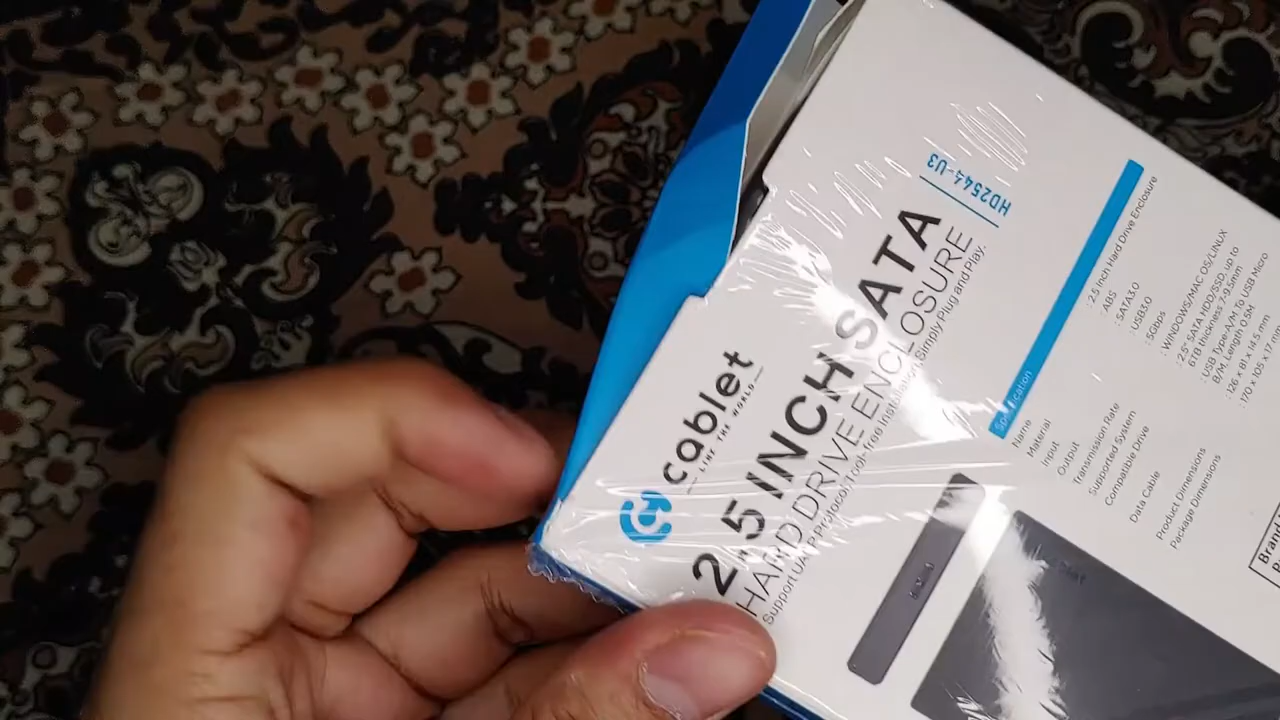 cablet
— LINK THE WORLD —
HD2544-U3
2.5 INCH SATA
HARD DRIVE ENCLOSURE
Support UASP Protocol, Tool-free installation, Simply Plug and Play.
Specification
Name : 2.5 Inch Hard Drive Enclosure
Material : ABS
Input : SATA3.0
Output : USB3.0
Transmission Rate : 5Gbps
Supported System : WINDOWS/MAC OS/LINUX
Compatible Drive : 2.5" SATA HDD/SSD, up to
6TB thickness 7-9.5mm
Data Cable : USB Type-A/M To USB Micro
B/M, Length 0.5M
Product Dimensions : 126 x 81 x 14.5 mm
Package Dimensions : 170 x 105 x 17 mm